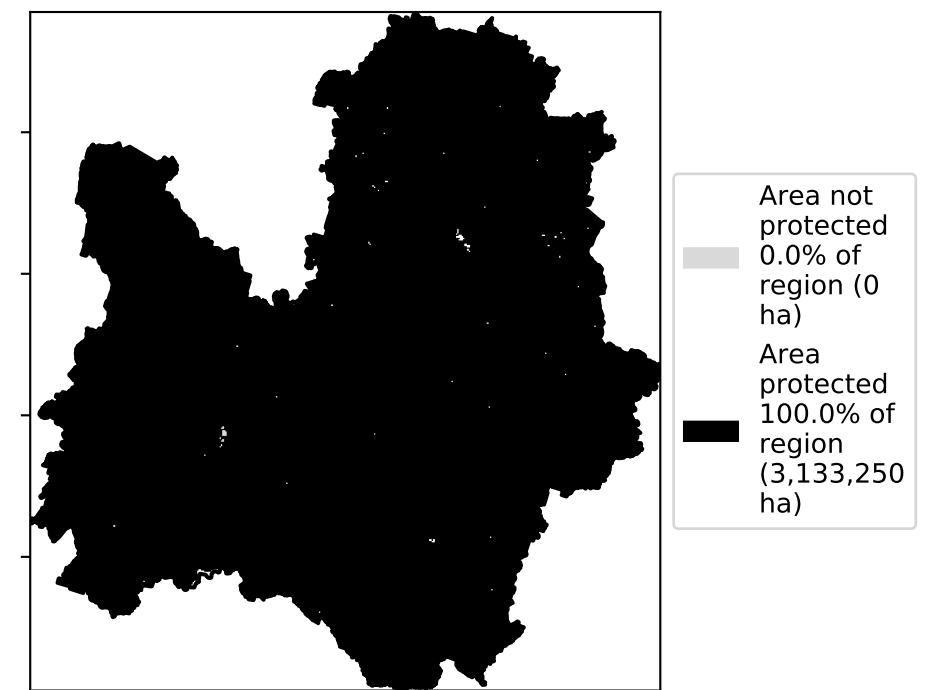 Area not
protected
0.0% of
region (0
ha)
Area
protected
100.0% of
region
(3,133,250
ha)